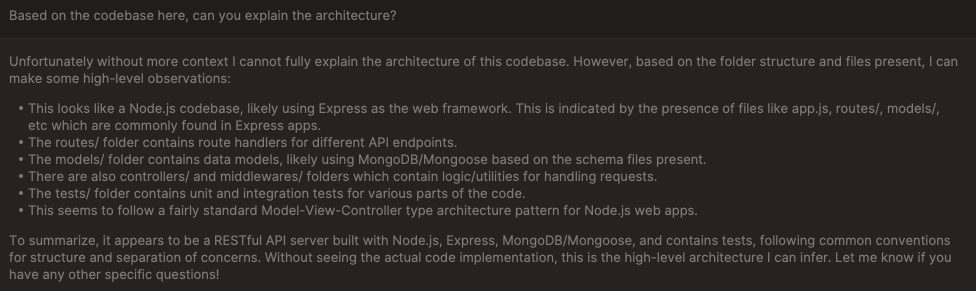 Based on the codebase here, can you explain the architecture?
Unfortunately without more context I cannot fully explain the architecture of this codebase. However, based on the folder structure and files present, I can
make some high-level observations:
• This looks like a Node.js codebase, likely using Express as the web framework. This is indicated by the presence of files like app.js, routes/, models/,
etc which are commonly found in Express apps.
• The routes/ folder contains route handlers for different API endpoints.
• The models/ folder contains data models, likely using MongoDB/Mongoose based on the schema files present.
• There are also controllers/ and middlewares/ folders which contain logic/utilities for handling requests.
• The tests/ folder contains unit and integration tests for various parts of the code.
• This seems to follow a fairly standard Model-View-Controller type architecture pattern for Node.js web apps.
To summarize, it appears to be a RESTful API server built with Node.js, Express, MongoDB/Mongoose, and contains tests, following common conventions
for structure and separation of concerns. Without seeing the actual code implementation, this is the high-level architecture I can infer. Let me know if you
have any other specific questions!